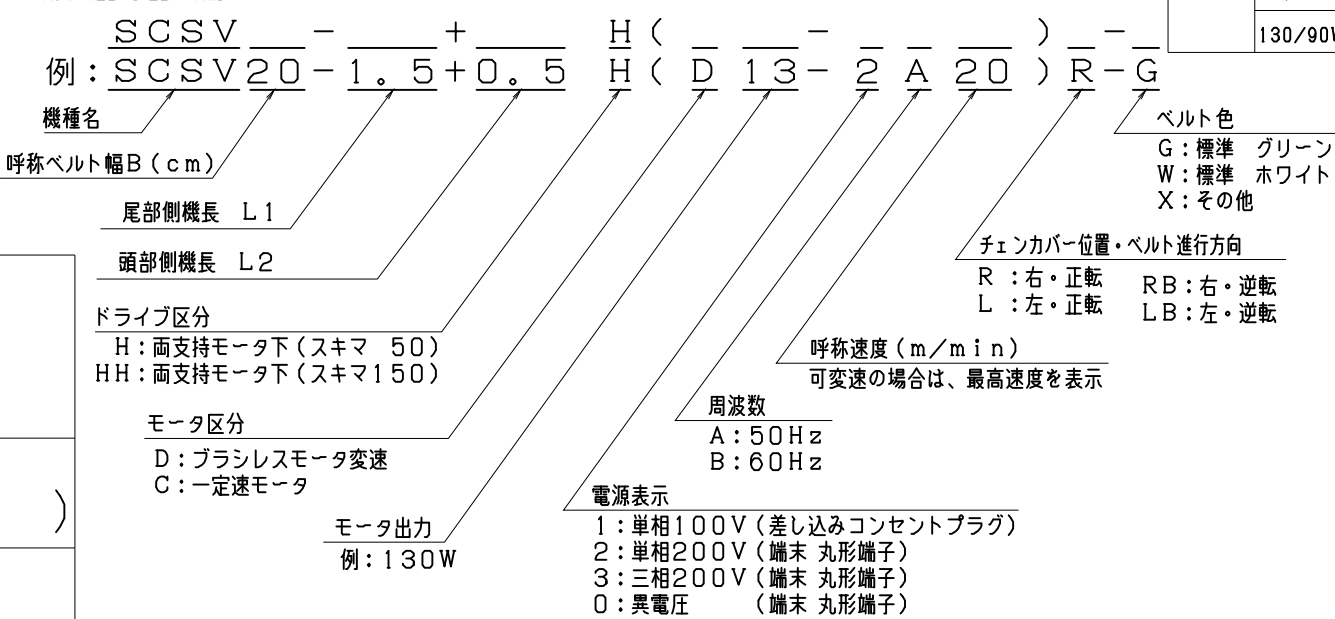 SCSV __-____+____ H(_ __-_ _ __)_-_
130/90W
例:SCSV20-1.5+0.5 H(D 13-2 A 20)R-G
機種名
呼称ベルト幅B(cm)
尾部側機長 L1
頭部側機長 L2
ドライブ区分
H:両支持モータ下(スキマ 50)
HH:両支持モータ下(スキマ150)
モータ区分
D:ブラシレスモータ変速
C:一定速モータ
モータ出力
例:130W
電源表示
1:単相100V(差し込みコンセントプラグ)
2:単相200V(端末 丸形端子)
3:三相200V(端末 丸形端子)
0:異電圧 (端末 丸形端子)
周波数
A:50Hz
B:60Hz
呼称速度(m/min)
可変速の場合は、最高速度を表示
チェンカバー位置・ベルト進行方向
R :右・正転 RB:右・逆転
L :左・正転 LB:左・逆転
ベルト色
G:標準 グリーン
W:標準 ホワイト
X:その他
)